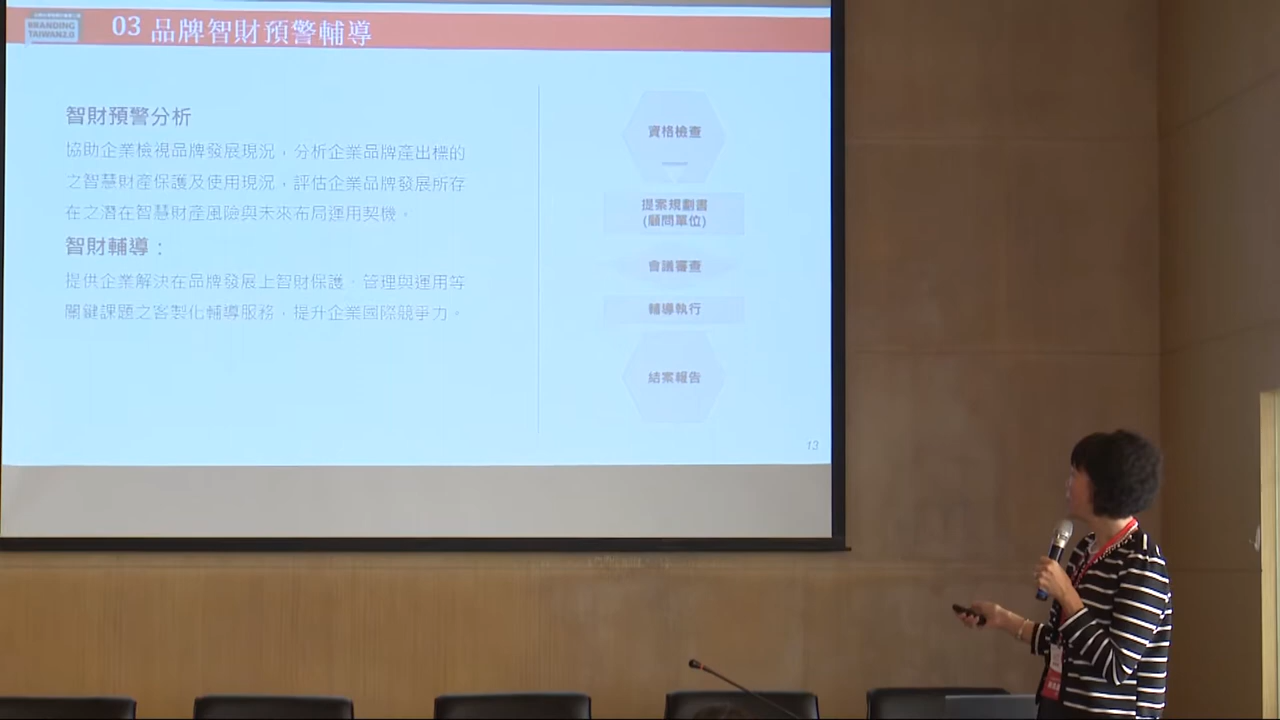 BRANDING
TAIWAN2.0
03 品牌智財預警輔導
智財預警分析
協助企業檢視品牌發展現況，分析企業品牌產出標的
之智慧財產保護及使用現況，評估企業品牌發展所存
在之潛在智慧財產風險與未來布局運用契機。
智財輔導：
提供企業解決在品牌發展上智財保護、管理與運用等
關鍵課題之客製化輔導服務，提升企業國際競爭力。
資格檢查
提案規劃書
(顧問單位)
會議審查
輔導執行
結案報告
13